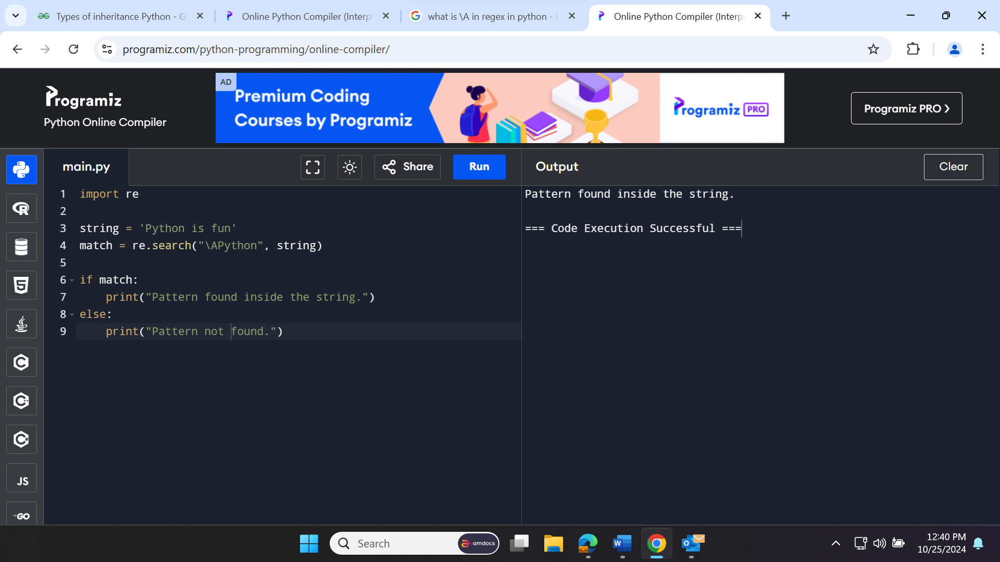 Types of inheritance Python - G
Online Python Compiler (Interp
what is \A in regex in python - G
Online Python Compiler (Interp
programiz.com/python-programming/online-compiler/
Programiz
Python Online Compiler
AD
Premium Coding
Courses by Programiz
Programiz PRO
Programiz PRO ❯
main.py
Share
Run
Output
Clear
1 import re
2
3 string = 'Python is fun'
4 match = re.search("\APython", string)
5
6 if match:
7     print("Pattern found inside the string.")
8 else:
9     print("Pattern not found.")
Pattern found inside the string.
=== Code Execution Successful ===
R
5
C
C++
C#
JS
GO
Search
amdocs
W
O
12:40 PM
10/25/2024